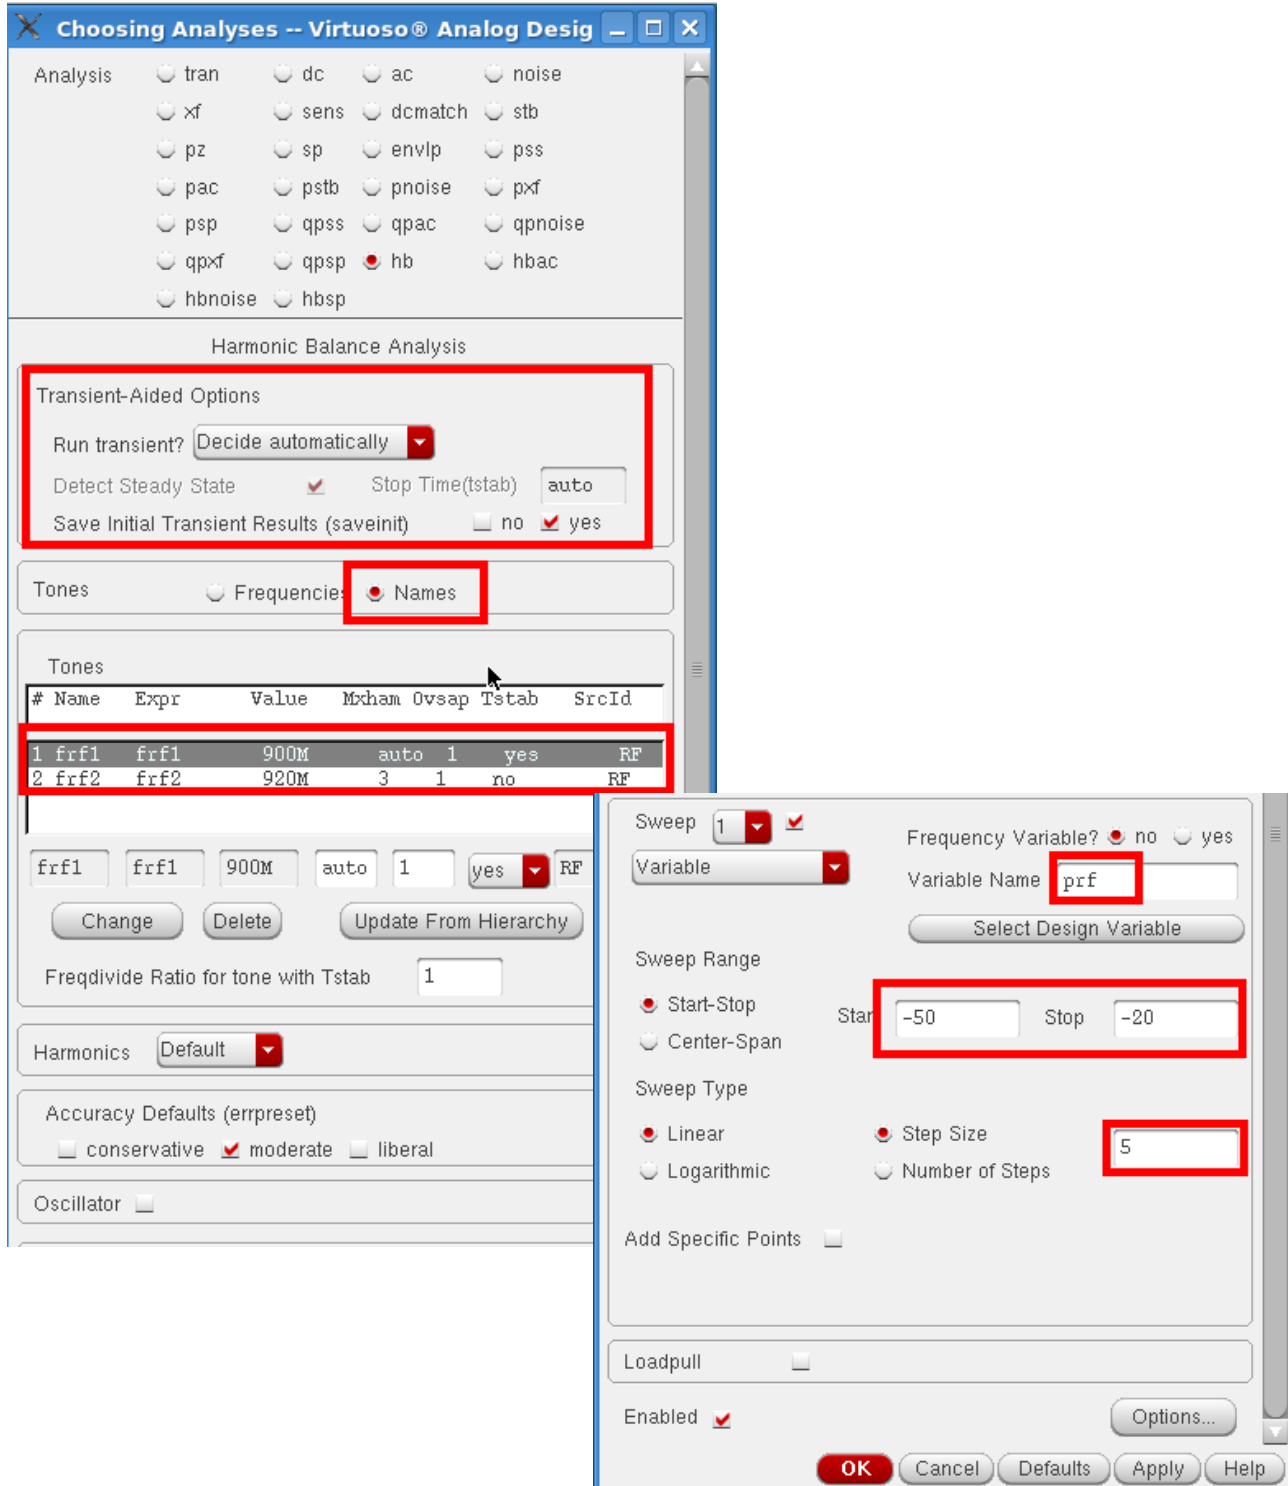 Choosing Analyses -- Virtuoso® Analog Desig
Analysis tran dc ac noise
xf sens dcmatch stb
pz sp envlp pss
pac pstb pnoise pxf
psp qpss qpac qpnoise
qpxf qpsp hb hbac
hbnoise hbsp
Harmonic Balance Analysis
Transient-Aided Options
Run transient? Decide automatically
Detect Steady State Stop Time(tstab) auto
Save Initial Transient Results (saveinit) no yes
Tones Frequencies Names
Tones
# Name Expr Value Mxham Ovsap Tstab SrcId
1 frf1 frf1 900M auto 1 yes RF
2 frf2 frf2 920M 3 1 no RF
frf1 frf1 900M auto 1 yes RF
Change Delete Update From Hierarchy
Freqdivide Ratio for tone with Tstab 1
Harmonics Default
Accuracy Defaults (errpreset)
conservative moderate liberal
Oscillator
Sweep 1 Frequency Variable? no yes
Variable Variable Name prf
Select Design Variable
Sweep Range
Start-Stop Star -50 Stop -20
Center-Span
Sweep Type
Linear Step Size 5
Logarithmic Number of Steps
Add Specific Points
Loadpull
Enabled Options...
OK Cancel Defaults Apply Help